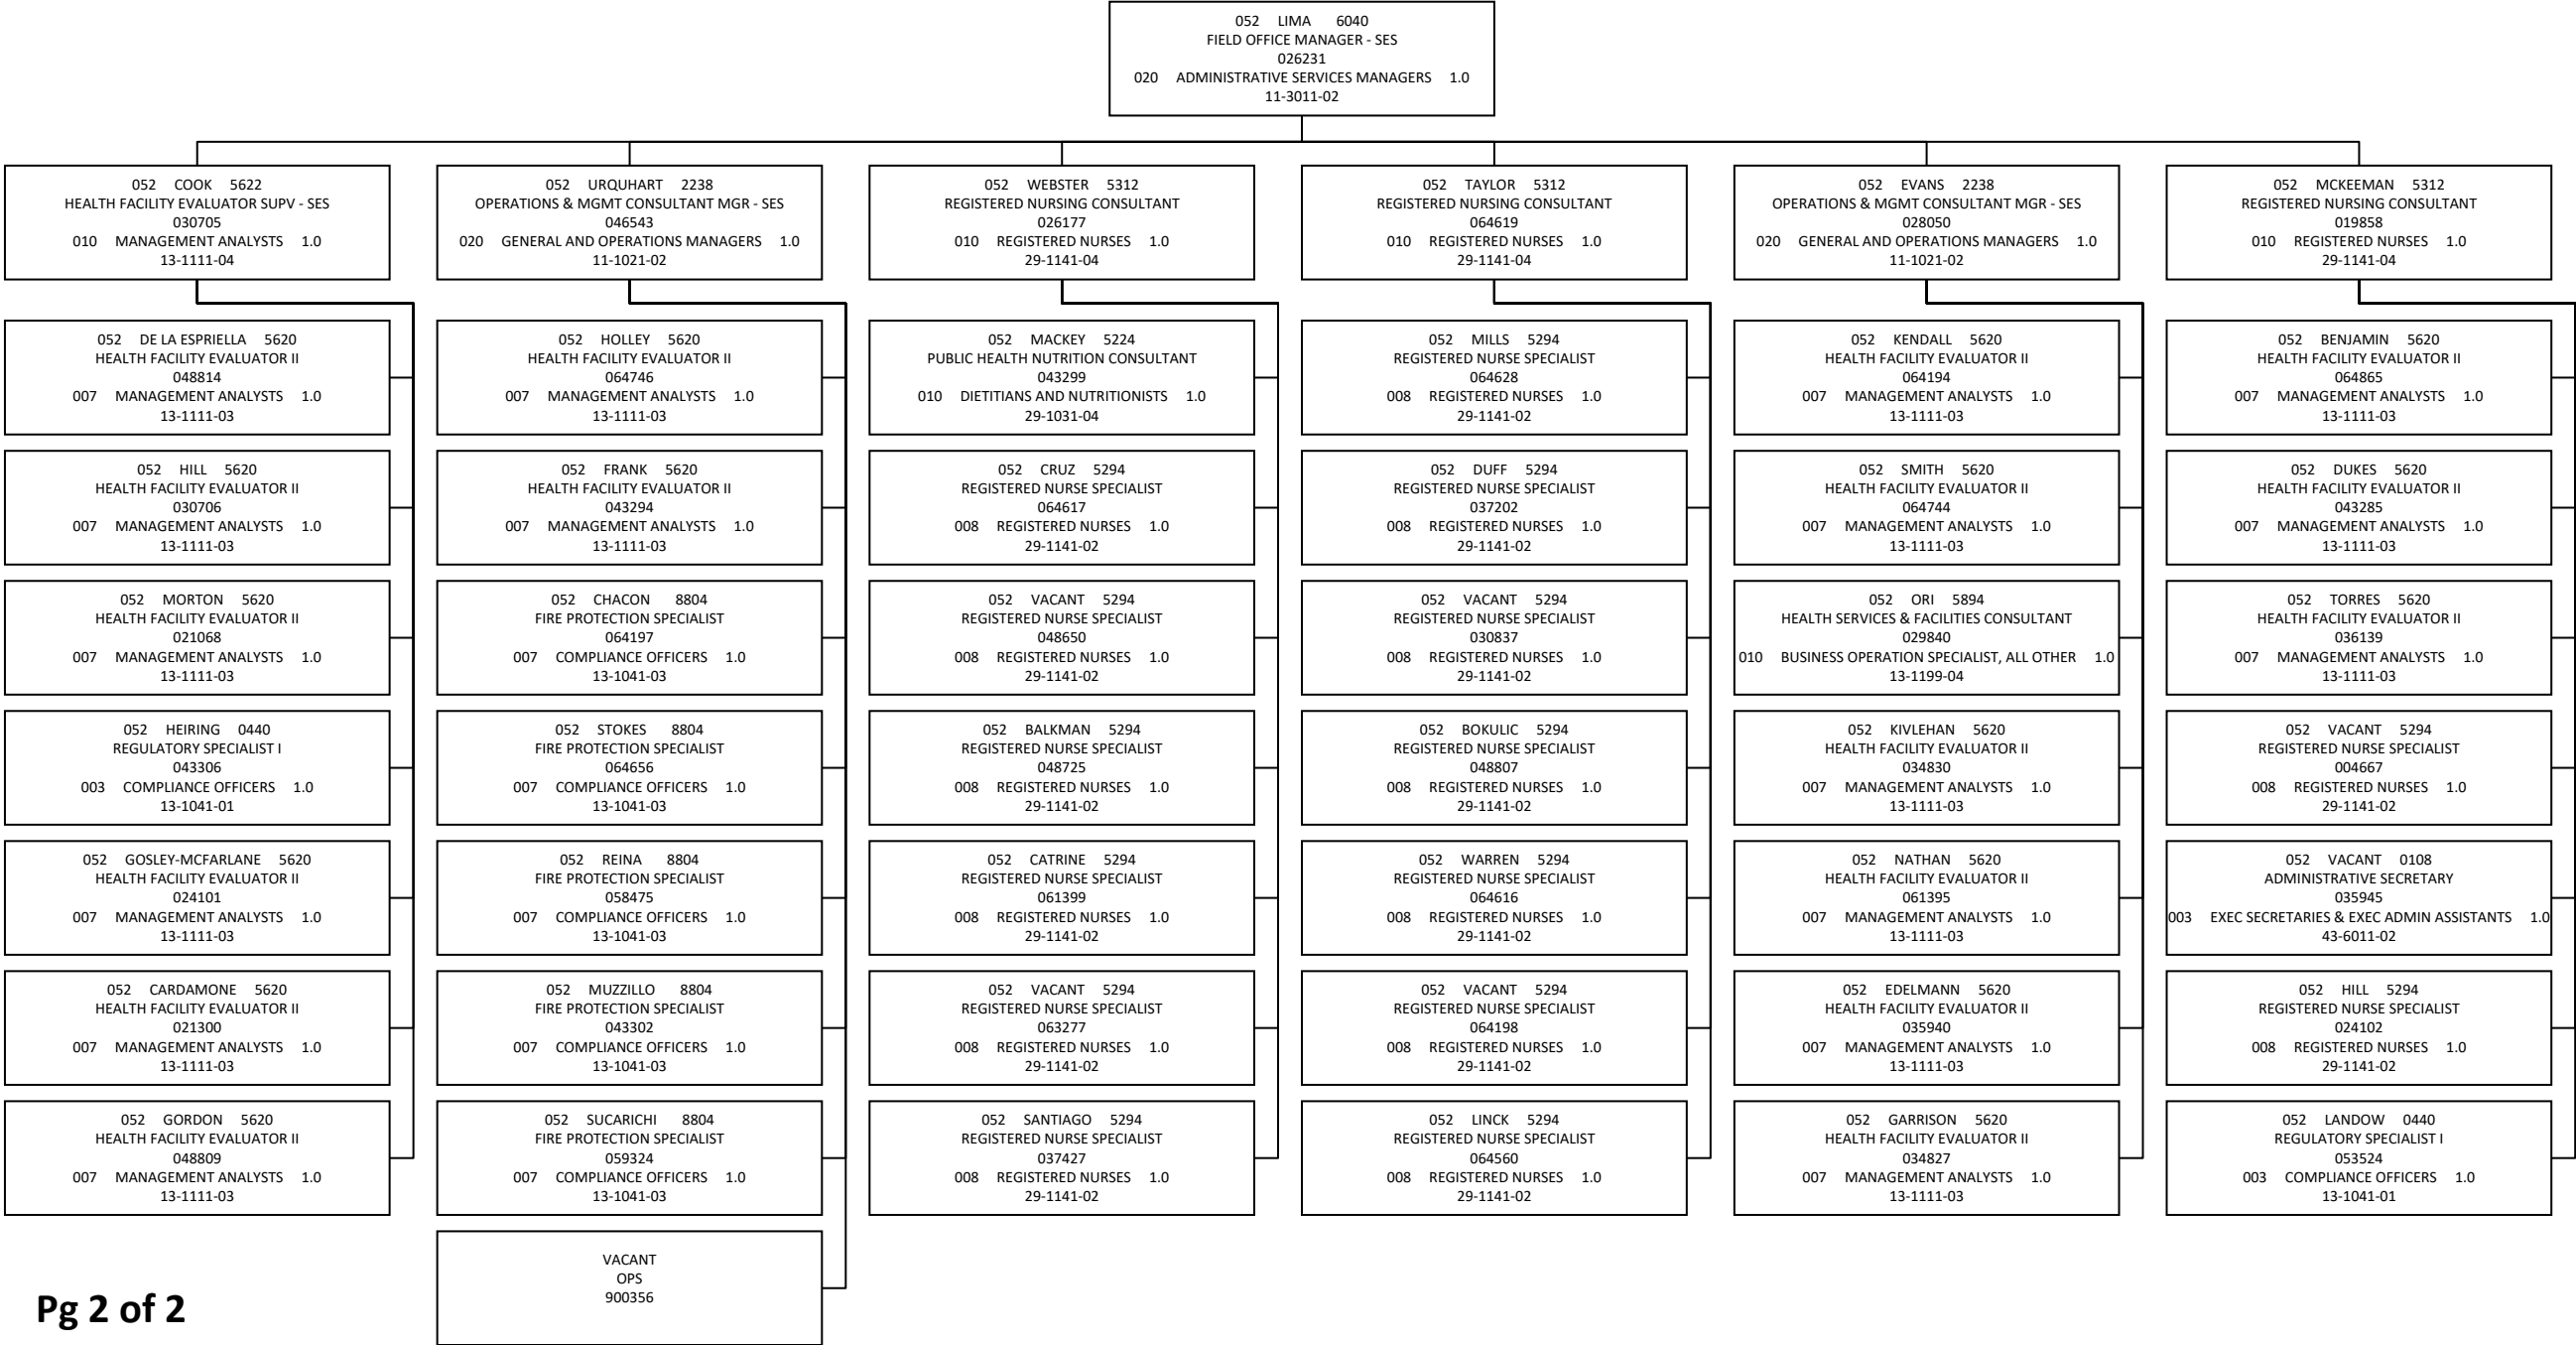 052 LIMA 6040
FIELD OFFICE MANAGER - SES
026231
020 ADMINISTRATIVE SERVICES MANAGERS 1.0
11-3011-02
052 COOK 5622
HEALTH FACILITY EVALUATOR SUPV - SES
030705
010 MANAGEMENT ANALYSTS 1.0
13-1111-04
052 URQUHART 2238
OPERATIONS & MGMT CONSULTANT MGR - SES
046543
020 GENERAL AND OPERATIONS MANAGERS 1.0
11-1021-02
052 WEBSTER 5312
REGISTERED NURSING CONSULTANT
026177
010 REGISTERED NURSES 1.0
29-1141-04
052 TAYLOR 5312
REGISTERED NURSING CONSULTANT
064619
010 REGISTERED NURSES 1.0
29-1141-04
052 EVANS 2238
OPERATIONS & MGMT CONSULTANT MGR - SES
028050
020 GENERAL AND OPERATIONS MANAGERS 1.0
11-1021-02
052 MCKEEMAN 5312
REGISTERED NURSING CONSULTANT
019858
010 REGISTERED NURSES 1.0
29-1141-04
052 DE LA ESPRIELLA 5620
HEALTH FACILITY EVALUATOR II
048814
007 MANAGEMENT ANALYSTS 1.0
13-1111-03
052 HOLLEY 5620
HEALTH FACILITY EVALUATOR II
064746
007 MANAGEMENT ANALYSTS 1.0
13-1111-03
052 MACKEY 5224
PUBLIC HEALTH NUTRITION CONSULTANT
043299
010 DIETITIANS AND NUTRITIONISTS 1.0
29-1031-04
052 MILLS 5294
REGISTERED NURSE SPECIALIST
064628
008 REGISTERED NURSES 1.0
29-1141-02
052 KENDALL 5620
HEALTH FACILITY EVALUATOR II
064194
007 MANAGEMENT ANALYSTS 1.0
13-1111-03
052 BENJAMIN 5620
HEALTH FACILITY EVALUATOR II
064865
007 MANAGEMENT ANALYSTS 1.0
13-1111-03
052 HILL 5620
HEALTH FACILITY EVALUATOR II
030706
007 MANAGEMENT ANALYSTS 1.0
13-1111-03
052 FRANK 5620
HEALTH FACILITY EVALUATOR II
043294
007 MANAGEMENT ANALYSTS 1.0
13-1111-03
052 CRUZ 5294
REGISTERED NURSE SPECIALIST
064617
008 REGISTERED NURSES 1.0
29-1141-02
052 DUFF 5294
REGISTERED NURSE SPECIALIST
037202
008 REGISTERED NURSES 1.0
29-1141-02
052 SMITH 5620
HEALTH FACILITY EVALUATOR II
064744
007 MANAGEMENT ANALYSTS 1.0
13-1111-03
052 DUKES 5620
HEALTH FACILITY EVALUATOR II
043285
007 MANAGEMENT ANALYSTS 1.0
13-1111-03
052 MORTON 5620
HEALTH FACILITY EVALUATOR II
021068
007 MANAGEMENT ANALYSTS 1.0
13-1111-03
052 CHACON 8804
FIRE PROTECTION SPECIALIST
064197
007 COMPLIANCE OFFICERS 1.0
13-1041-03
052 VACANT 5294
REGISTERED NURSE SPECIALIST
048650
008 REGISTERED NURSES 1.0
29-1141-02
052 VACANT 5294
REGISTERED NURSE SPECIALIST
030837
008 REGISTERED NURSES 1.0
29-1141-02
052 ORI 5894
HEALTH SERVICES & FACILITIES CONSULTANT
029840
010 BUSINESS OPERATION SPECIALIST, ALL OTHER 1.0
13-1199-04
052 TORRES 5620
HEALTH FACILITY EVALUATOR II
036139
007 MANAGEMENT ANALYSTS 1.0
13-1111-03
052 HEIRING 0440
REGULATORY SPECIALIST I
043306
003 COMPLIANCE OFFICERS 1.0
13-1041-01
052 STOKES 8804
FIRE PROTECTION SPECIALIST
064656
007 COMPLIANCE OFFICERS 1.0
13-1041-03
052 BALKMAN 5294
REGISTERED NURSE SPECIALIST
048725
008 REGISTERED NURSES 1.0
29-1141-02
052 BOKULIC 5294
REGISTERED NURSE SPECIALIST
048807
008 REGISTERED NURSES 1.0
29-1141-02
052 KIVLEHAN 5620
HEALTH FACILITY EVALUATOR II
034830
007 MANAGEMENT ANALYSTS 1.0
13-1111-03
052 VACANT 5294
REGISTERED NURSE SPECIALIST
004667
008 REGISTERED NURSES 1.0
29-1141-02
052 GOSLEY-MCFARLANE 5620
HEALTH FACILITY EVALUATOR II
024101
007 MANAGEMENT ANALYSTS 1.0
13-1111-03
052 REINA 8804
FIRE PROTECTION SPECIALIST
058475
007 COMPLIANCE OFFICERS 1.0
13-1041-03
052 CATRINE 5294
REGISTERED NURSE SPECIALIST
061399
008 REGISTERED NURSES 1.0
29-1141-02
052 WARREN 5294
REGISTERED NURSE SPECIALIST
064616
008 REGISTERED NURSES 1.0
29-1141-02
052 NATHAN 5620
HEALTH FACILITY EVALUATOR II
061395
007 MANAGEMENT ANALYSTS 1.0
13-1111-03
052 VACANT 0108
ADMINISTRATIVE SECRETARY
035945
003 EXEC SECRETARIES & EXEC ADMIN ASSISTANTS 1.0
43-6011-02
052 CARDAMONE 5620
HEALTH FACILITY EVALUATOR II
021300
007 MANAGEMENT ANALYSTS 1.0
13-1111-03
052 MUZZILLO 8804
FIRE PROTECTION SPECIALIST
043302
007 COMPLIANCE OFFICERS 1.0
13-1041-03
052 VACANT 5294
REGISTERED NURSE SPECIALIST
063277
008 REGISTERED NURSES 1.0
29-1141-02
052 VACANT 5294
REGISTERED NURSE SPECIALIST
064198
008 REGISTERED NURSES 1.0
29-1141-02
052 EDELMANN 5620
HEALTH FACILITY EVALUATOR II
035940
007 MANAGEMENT ANALYSTS 1.0
13-1111-03
052 HILL 5294
REGISTERED NURSE SPECIALIST
024102
008 REGISTERED NURSES 1.0
29-1141-02
052 GORDON 5620
HEALTH FACILITY EVALUATOR II
048809
007 MANAGEMENT ANALYSTS 1.0
13-1111-03
052 SUCARICHI 8804
FIRE PROTECTION SPECIALIST
059324
007 COMPLIANCE OFFICERS 1.0
13-1041-03
052 SANTIAGO 5294
REGISTERED NURSE SPECIALIST
037427
008 REGISTERED NURSES 1.0
29-1141-02
052 LINCK 5294
REGISTERED NURSE SPECIALIST
064560
008 REGISTERED NURSES 1.0
29-1141-02
052 GARRISON 5620
HEALTH FACILITY EVALUATOR II
034827
007 MANAGEMENT ANALYSTS 1.0
13-1111-03
052 LANDOW 0440
REGULATORY SPECIALIST I
053524
003 COMPLIANCE OFFICERS 1.0
13-1041-01
VACANT
OPS
900356
Pg 2 of 2